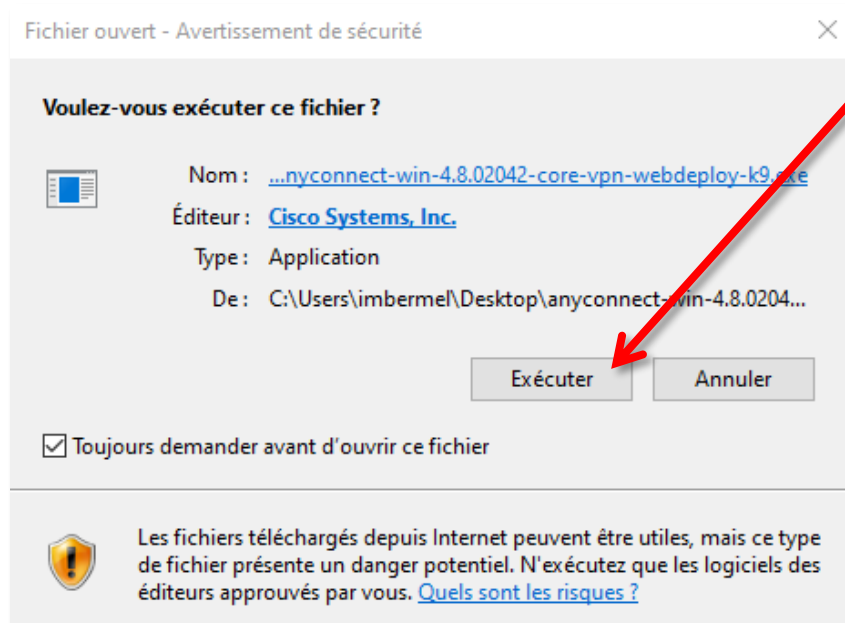 Fichier ouvert - Avertissement de sécurité
Voulez-vous exécuter ce fichier ?
Nom : ...nyconnect-win-4.8.02042-core-vpn-webdeploy-k9.exe
Éditeur : Cisco Systems, Inc.
Type : Application
De : C:\Users\imbermel\Desktop\anyconnect-win-4.8.0204...
Exécuter Annuler
Toujours demander avant d'ouvrir ce fichier
Les fichiers téléchargés depuis Internet peuvent être utiles, mais ce type
de fichier présente un danger potentiel. N'exécutez que les logiciels des
éditeurs approuvés par vous. Quels sont les risques ?